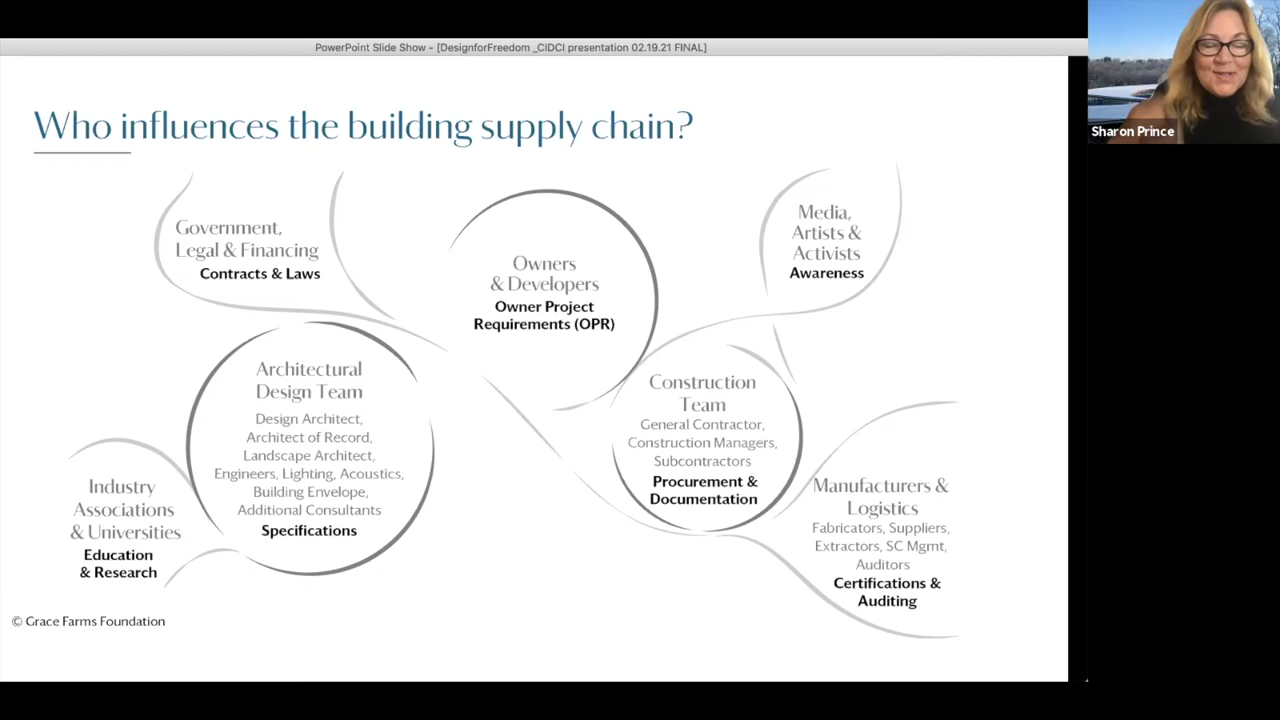 PowerPoint Slide Show - [DesignforFreedom _CIDCI presentation 02.19.21 FINAL]
Sharon Prince
Who influences the building supply chain?
Government,
Legal & Financing
Contracts & Laws
Owners
& Developers
Owner Project
Requirements (OPR)
Media,
Artists &
Activists
Awareness
Architectural
Design Team
Design Architect,
Architect of Record,
Landscape Architect,
Engineers, Lighting, Acoustics,
Building Envelope,
Additional Consultants
Specifications
Construction
Team
General Contractor,
Construction Managers,
Subcontractors
Procurement &
Documentation
Industry
Associations
& Universities
Education
& Research
Manufacturers &
Logistics
Fabricators, Suppliers,
Extractors, SC Mgmt,
Auditors
Certifications &
Auditing
© Grace Farms Foundation